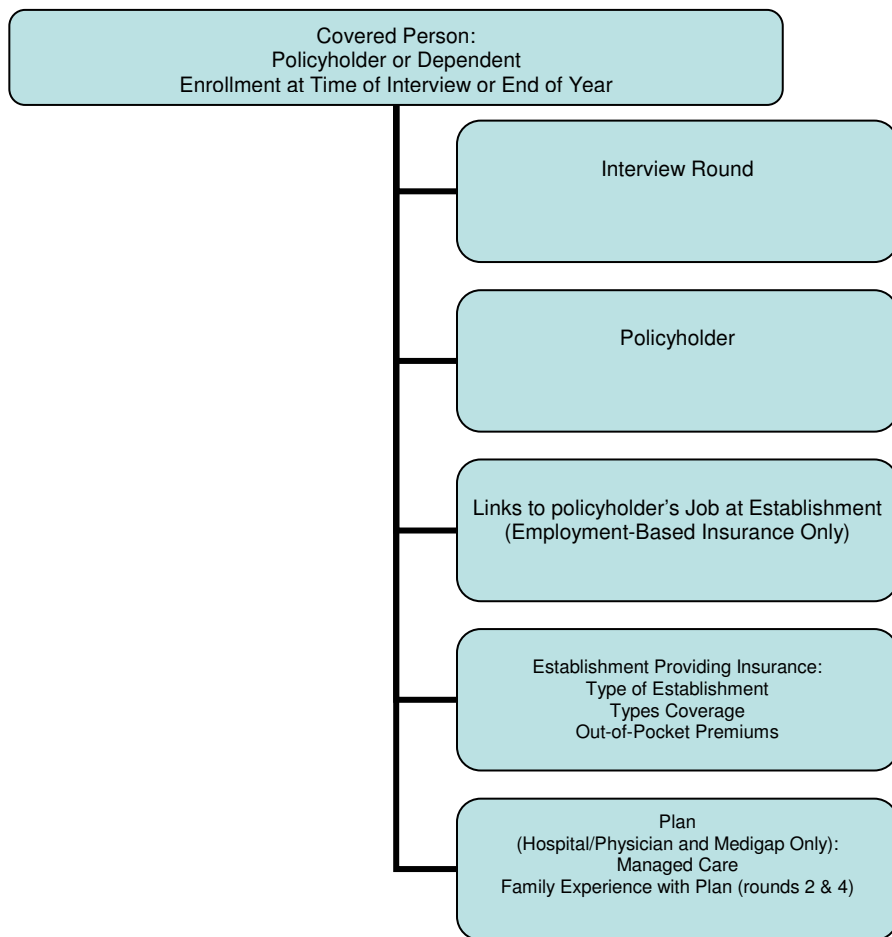 Covered Person:
Policyholder or Dependent
Enrollment at Time of Interview or End of Year
Interview Round
Policyholder
Links to policyholder's Job at Establishment
(Employment-Based Insurance Only)
Establishment Providing Insurance:
Type of Establishment
Types Coverage
Out-of-Pocket Premiums
Plan
(Hospital/Physician and Medigap Only):
Managed Care
Family Experience with Plan (rounds 2 & 4)